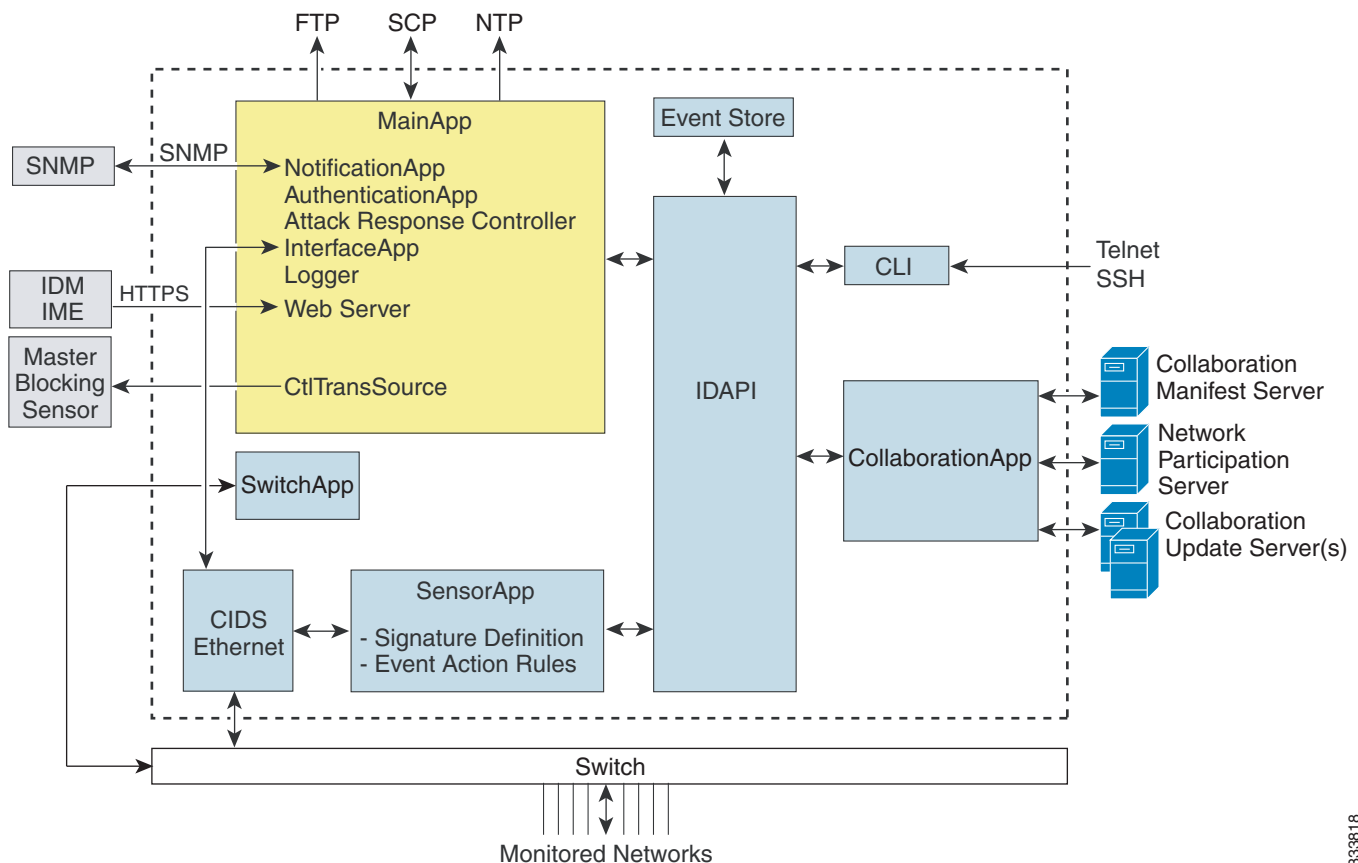 FTP
SCP
NTP
MainApp
NotificationApp
AuthenticationApp
Attack Response Controller
InterfaceApp
Logger
Web Server
CtlTransSource
SNMP
SNMP
IDM
IME
HTTPS
Master
Blocking
Sensor
Event Store
IDAPI
CLI
Telnet
SSH
CollaborationApp
Collaboration
Manifest Server
Network
Participation
Server
Collaboration
Update Server(s)
SwitchApp
CIDS
Ethernet
SensorApp
- Signature Definition
- Event Action Rules
Switch
Monitored Networks
333818